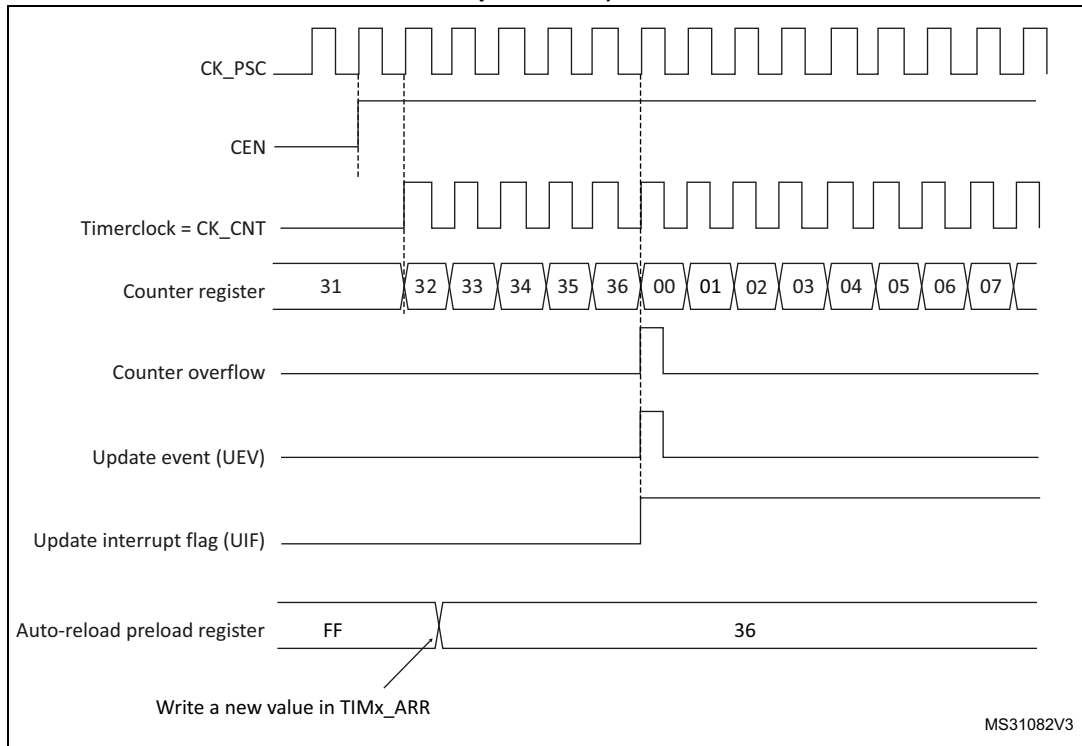 CK_PSC
CEN
Timerclock = CK_CNT
Counter register 31 32 33 34 35 36 00 01 02 03 04 05 06 07
Counter overflow
Update event (UEV)
Update interrupt flag (UIF)
Auto-reload preload register FF 36
Write a new value in TIMx_ARR
MS31082V3